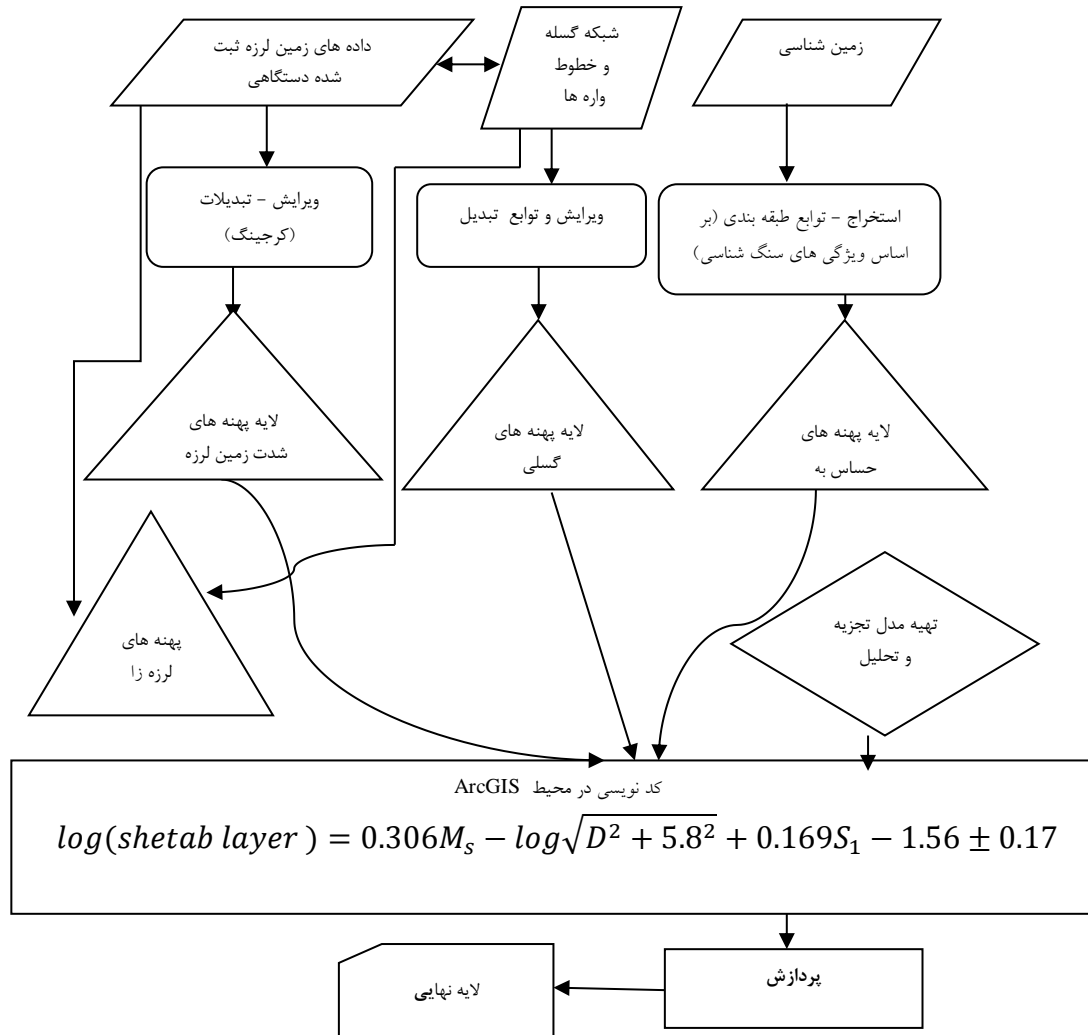 زمین شناسی
شبکه گسله
و خطوط
واره ها
داده های زمین لرزه ثبت
شده دستگاهی
استخراج - توابع طبقه بندی (بر
اساس ویژگی های سنگ شناسی)
ویرایش و توابع تبدیل
ویرایش - تبدیلات
(کرجینگ)
لایه پهنه های
حساس به
لایه پهنه های
گسلی
لایه پهنه های
شدت زمین لرزه
تهیه مدل تجزیه
و تحلیل
پهنه های
لرزه زا
کد نویسی در محیط ArcGIS
log(shetab layer ) = 0.306M_s − log√(D² + 5.8²) + 0.169S₁ − 1.56 ± 0.17
پردازش
لایه نهایی